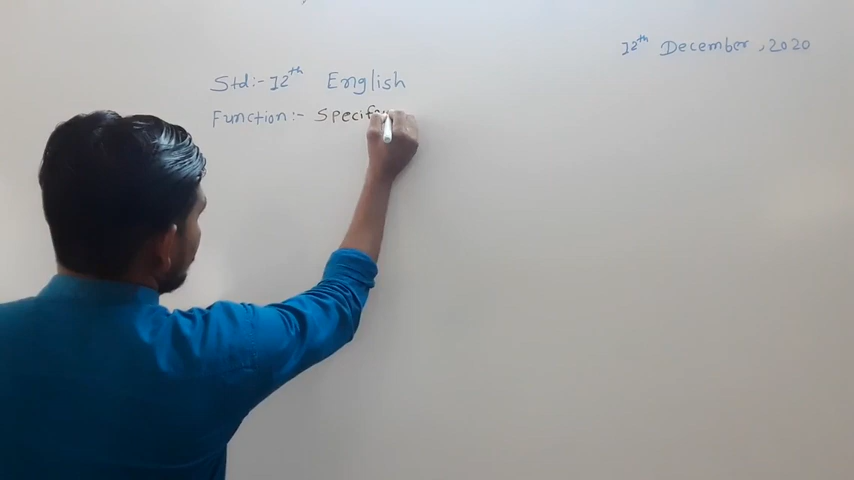 12th December, 2020
Std:- 12th English
Function:- Specify